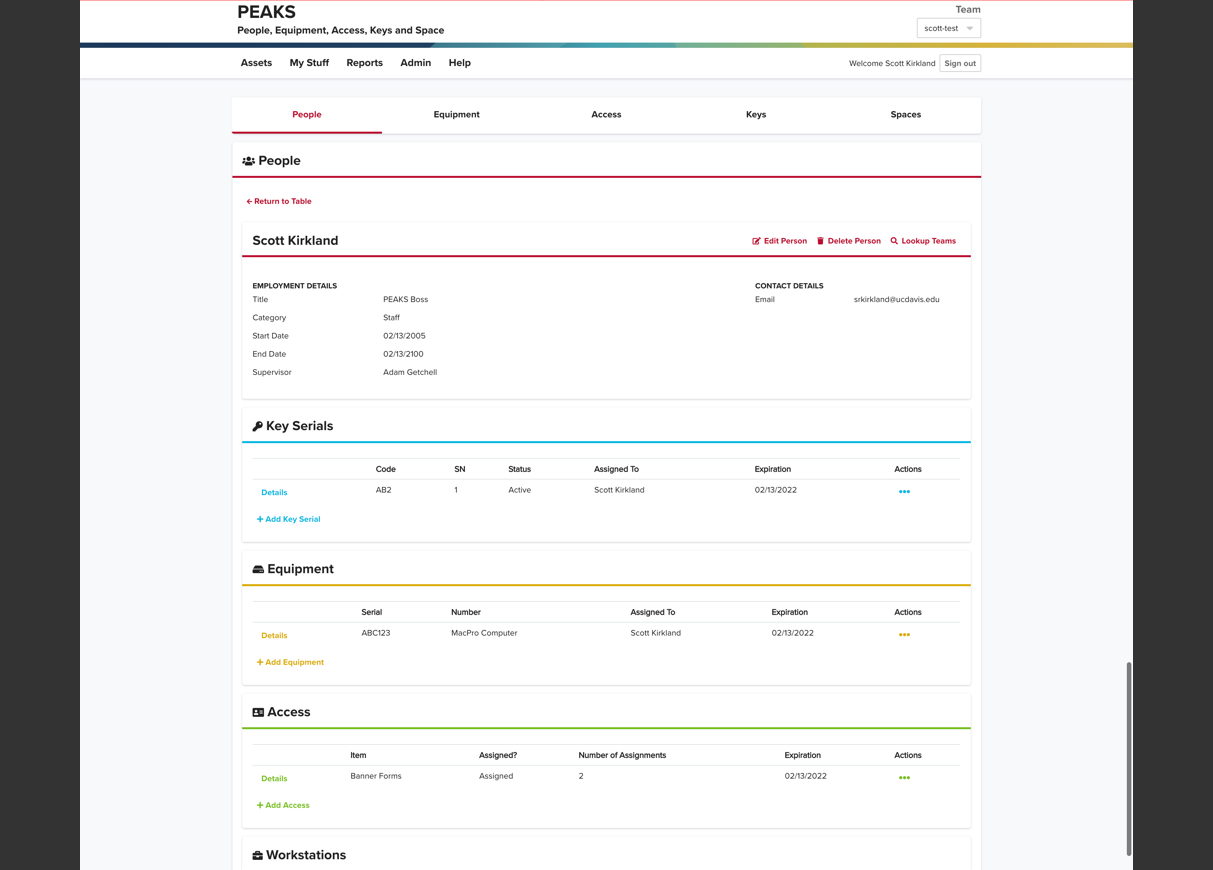 PEAKS
People, Equipment, Access, Keys and Space
Team
scott-test
Assets My Stuff Reports Admin Help
Welcome Scott Kirkland Sign out
People Equipment Access Keys Spaces
People
Return to Table
Scott Kirkland
Edit Person Delete Person Lookup Teams
EMPLOYMENT DETAILS CONTACT DETAILS
Title PEAKS Boss Email srkirkland@ucdavis.edu
Category Staff
Start Date 02/13/2005
End Date 02/13/2100
Supervisor Adam Getchell
Key Serials
Code SN Status Assigned To Expiration Actions
Details AB2 1 Active Scott Kirkland 02/13/2022
+ Add Key Serial
Equipment
Serial Number Assigned To Expiration Actions
Details ABC123 MacPro Computer Scott Kirkland 02/13/2022
+ Add Equipment
Access
Item Assigned? Number of Assignments Expiration Actions
Details Banner Forms Assigned 2 02/13/2022
+ Add Access
Workstations